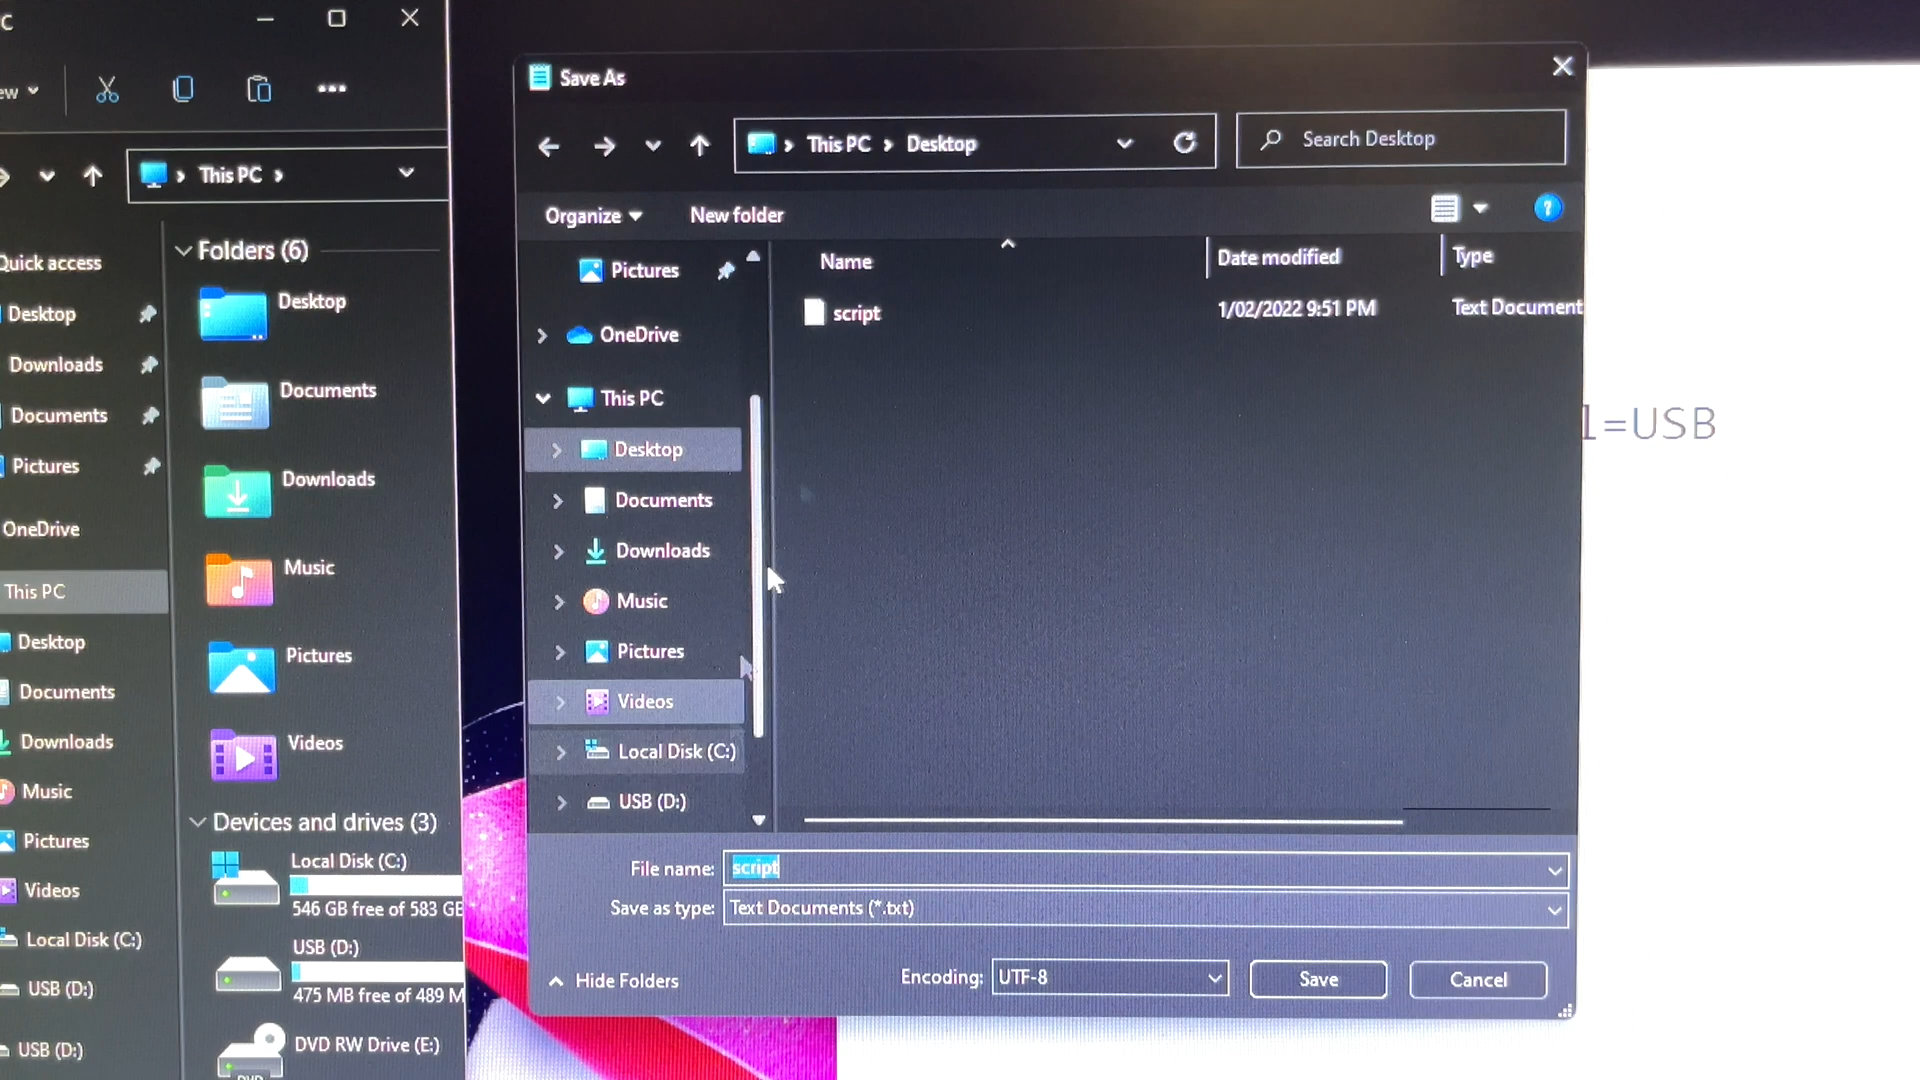 C
ew
This PC
Quick access
Desktop
Downloads
Documents
Pictures
OneDrive
This PC
Desktop
Documents
Downloads
Music
Pictures
Videos
Local Disk (C:)
USB (D:)
USB (D:)
Folders (6)
Desktop
Documents
Downloads
Music
Pictures
Videos
Devices and drives (3)
Local Disk (C:)
546 GB free of 583 GB
USB (D:)
475 MB free of 489 M
DVD RW Drive (E:)
DVD
Save As
This PC > Desktop
Search Desktop
Organize
New folder
Pictures
OneDrive
This PC
Desktop
Documents
Downloads
Music
Pictures
Videos
Local Disk (C:)
USB (D:)
Name
Date modified
Type
script
1/02/2022 9:51 PM
Text Document
File name:
script
Save as type:
Text Documents (*.txt)
Hide Folders
Encoding:
UTF-8
Save
Cancel
l=USB